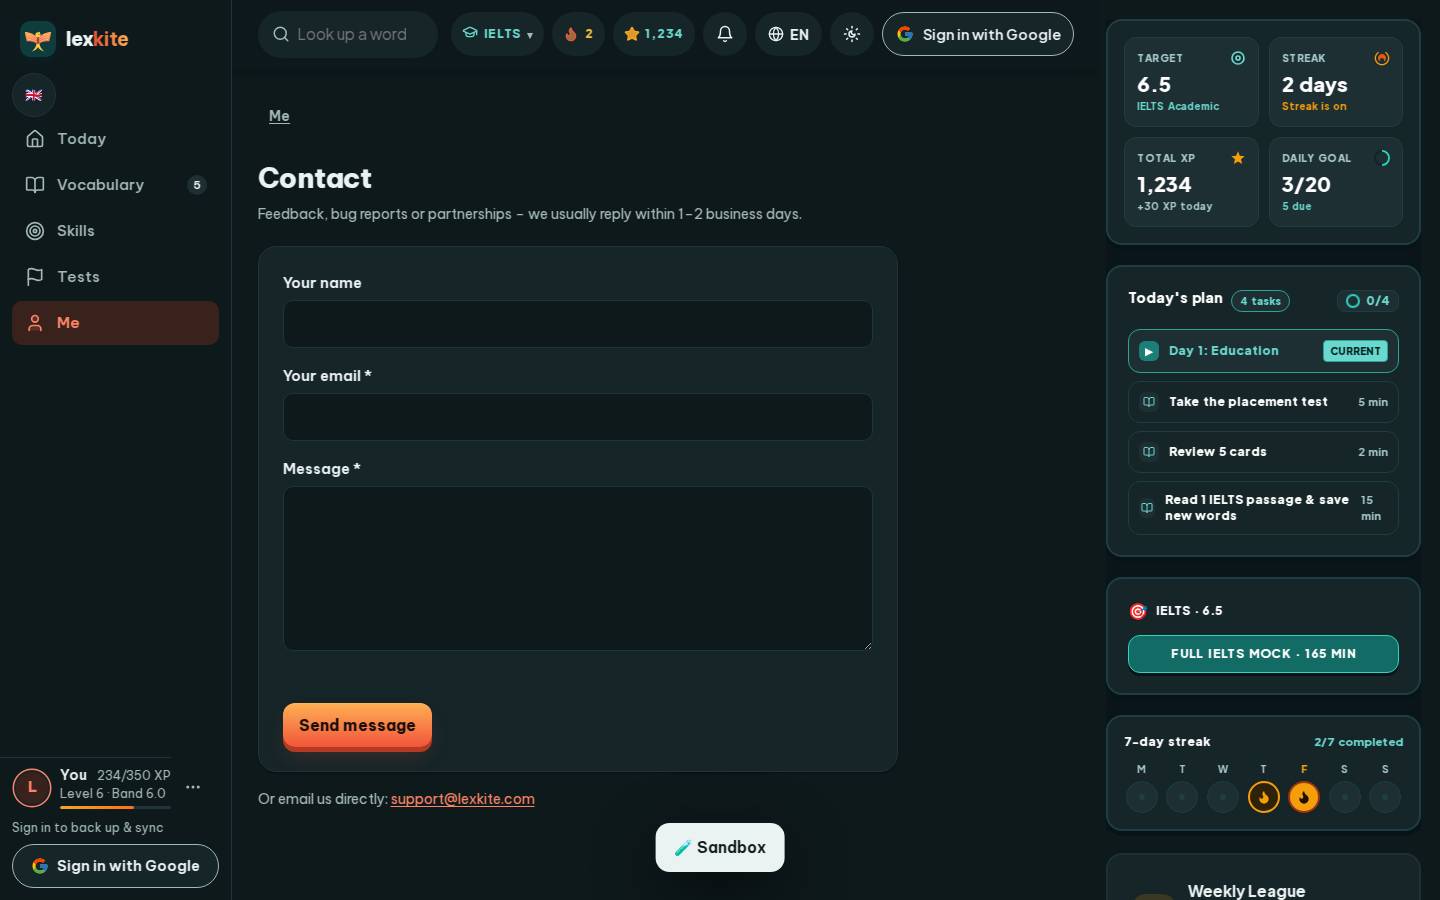 lexkite
Today
Vocabulary 5
Skills
Tests
Me
You 234/350 XP
L
Level 6 · Band 6.0
Sign in to back up & sync
Sign in with Google
Look up a word
IELTS ▾
2
1,234
EN
Sign in with Google
Me
Contact
Feedback, bug reports or partnerships – we usually reply within 1–2 business days.
Your name
Your email *
Message *
Send message
Or email us directly: support@lexkite.com
Sandbox
TARGET
6.5
IELTS Academic
STREAK
2 days
Streak is on
TOTAL XP
1,234
+30 XP today
DAILY GOAL
3/20
5 due
Today's plan 4 tasks 0/4
Day 1: Education CURRENT
Take the placement test 5 min
Review 5 cards 2 min
Read 1 IELTS passage & save 15
new words min
IELTS · 6.5
FULL IELTS MOCK · 165 MIN
7-day streak 2/7 completed
M T W T F S S
Weekly League